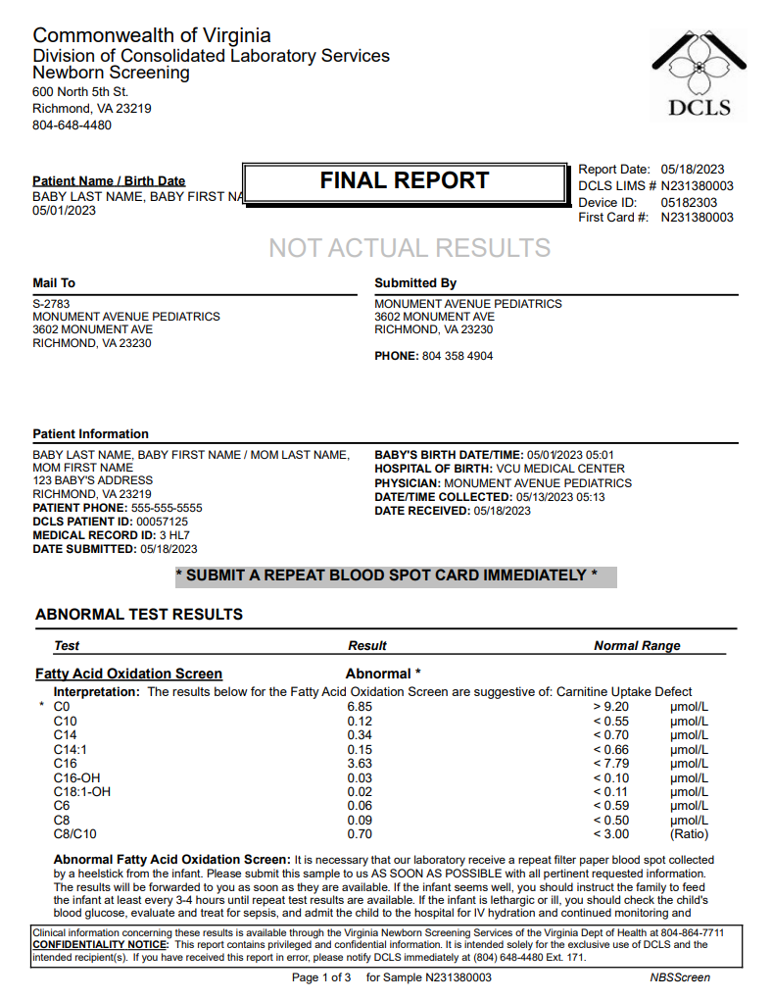 Commonwealth of Virginia
Division of Consolidated Laboratory Services
Newborn Screening
600 North 5th St.
Richmond, VA 23219
804-648-4480
DCLS
Patient Name / Birth Date
BABY LAST NAME, BABY FIRST NA
05/01/2023
FINAL REPORT
Report Date: 05/18/2023
DCLS LIMS # N231380003
Device ID: 05182303
First Card #: N231380003
NOT ACTUAL RESULTS
Mail To
S-2783
MONUMENT AVENUE PEDIATRICS
3602 MONUMENT AVE
RICHMOND, VA 23230
Submitted By
MONUMENT AVENUE PEDIATRICS
3602 MONUMENT AVE
RICHMOND, VA 23230
PHONE: 804 358 4904
Patient Information
BABY LAST NAME, BABY FIRST NAME / MOM LAST NAME,
MOM FIRST NAME
123 BABY'S ADDRESS
RICHMOND, VA 23219
PATIENT PHONE: 555-555-5555
DCLS PATIENT ID: 00057125
MEDICAL RECORD ID: 3 HL7
DATE SUBMITTED: 05/18/2023
BABY'S BIRTH DATE/TIME: 05/01/2023 05:01
HOSPITAL OF BIRTH: VCU MEDICAL CENTER
PHYSICIAN: MONUMENT AVENUE PEDIATRICS
DATE/TIME COLLECTED: 05/13/2023 05:13
DATE RECEIVED: 05/18/2023
* SUBMIT A REPEAT BLOOD SPOT CARD IMMEDIATELY *
ABNORMAL TEST RESULTS
Test Result Normal Range
Fatty Acid Oxidation Screen Abnormal *
Interpretation: The results below for the Fatty Acid Oxidation Screen are suggestive of: Carnitine Uptake Defect
* C0 6.85 > 9.20 µmol/L
C10 0.12 < 0.55 µmol/L
C14 0.34 < 0.70 µmol/L
C14:1 0.15 < 0.66 µmol/L
C16 3.63 < 7.79 µmol/L
C16-OH 0.03 < 0.10 µmol/L
C18:1-OH 0.02 < 0.11 µmol/L
C6 0.06 < 0.59 µmol/L
C8 0.09 < 0.50 µmol/L
C8/C10 0.70 < 3.00 (Ratio)
Abnormal Fatty Acid Oxidation Screen: It is necessary that our laboratory receive a repeat filter paper blood spot collected
by a heelstick from the infant. Please submit this sample to us AS SOON AS POSSIBLE with all pertinent requested information.
The results will be forwarded to you as soon as they are available. If the infant seems well, you should instruct the family to feed
the infant at least every 3-4 hours until repeat test results are available. If the infant is lethargic or ill, you should check the child's
blood glucose, evaluate and treat for sepsis, and admit the child to the hospital for IV hydration and continued monitoring and
Clinical information concerning these results is available through the Virginia Newborn Screening Services of the Virginia Dept of Health at 804-864-7711
CONFIDENTIALITY NOTICE: This report contains privileged and confidential information. It is intended solely for the exclusive use of DCLS and the
intended recipient(s). If you have received this report in error, please notify DCLS immediately at (804) 648-4480 Ext. 171.
Page 1 of 3 for Sample N231380003 NBSScreen